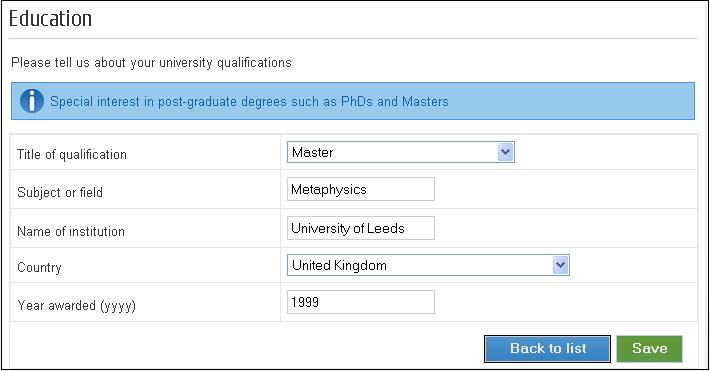 Education
Please tell us about your university qualifications
Special interest in post-graduate degrees such as PhDs and Masters
Title of qualification Master
Subject or field Metaphysics
Name of institution University of Leeds
Country United Kingdom
Year awarded (yyyy) 1999
Back to list Save